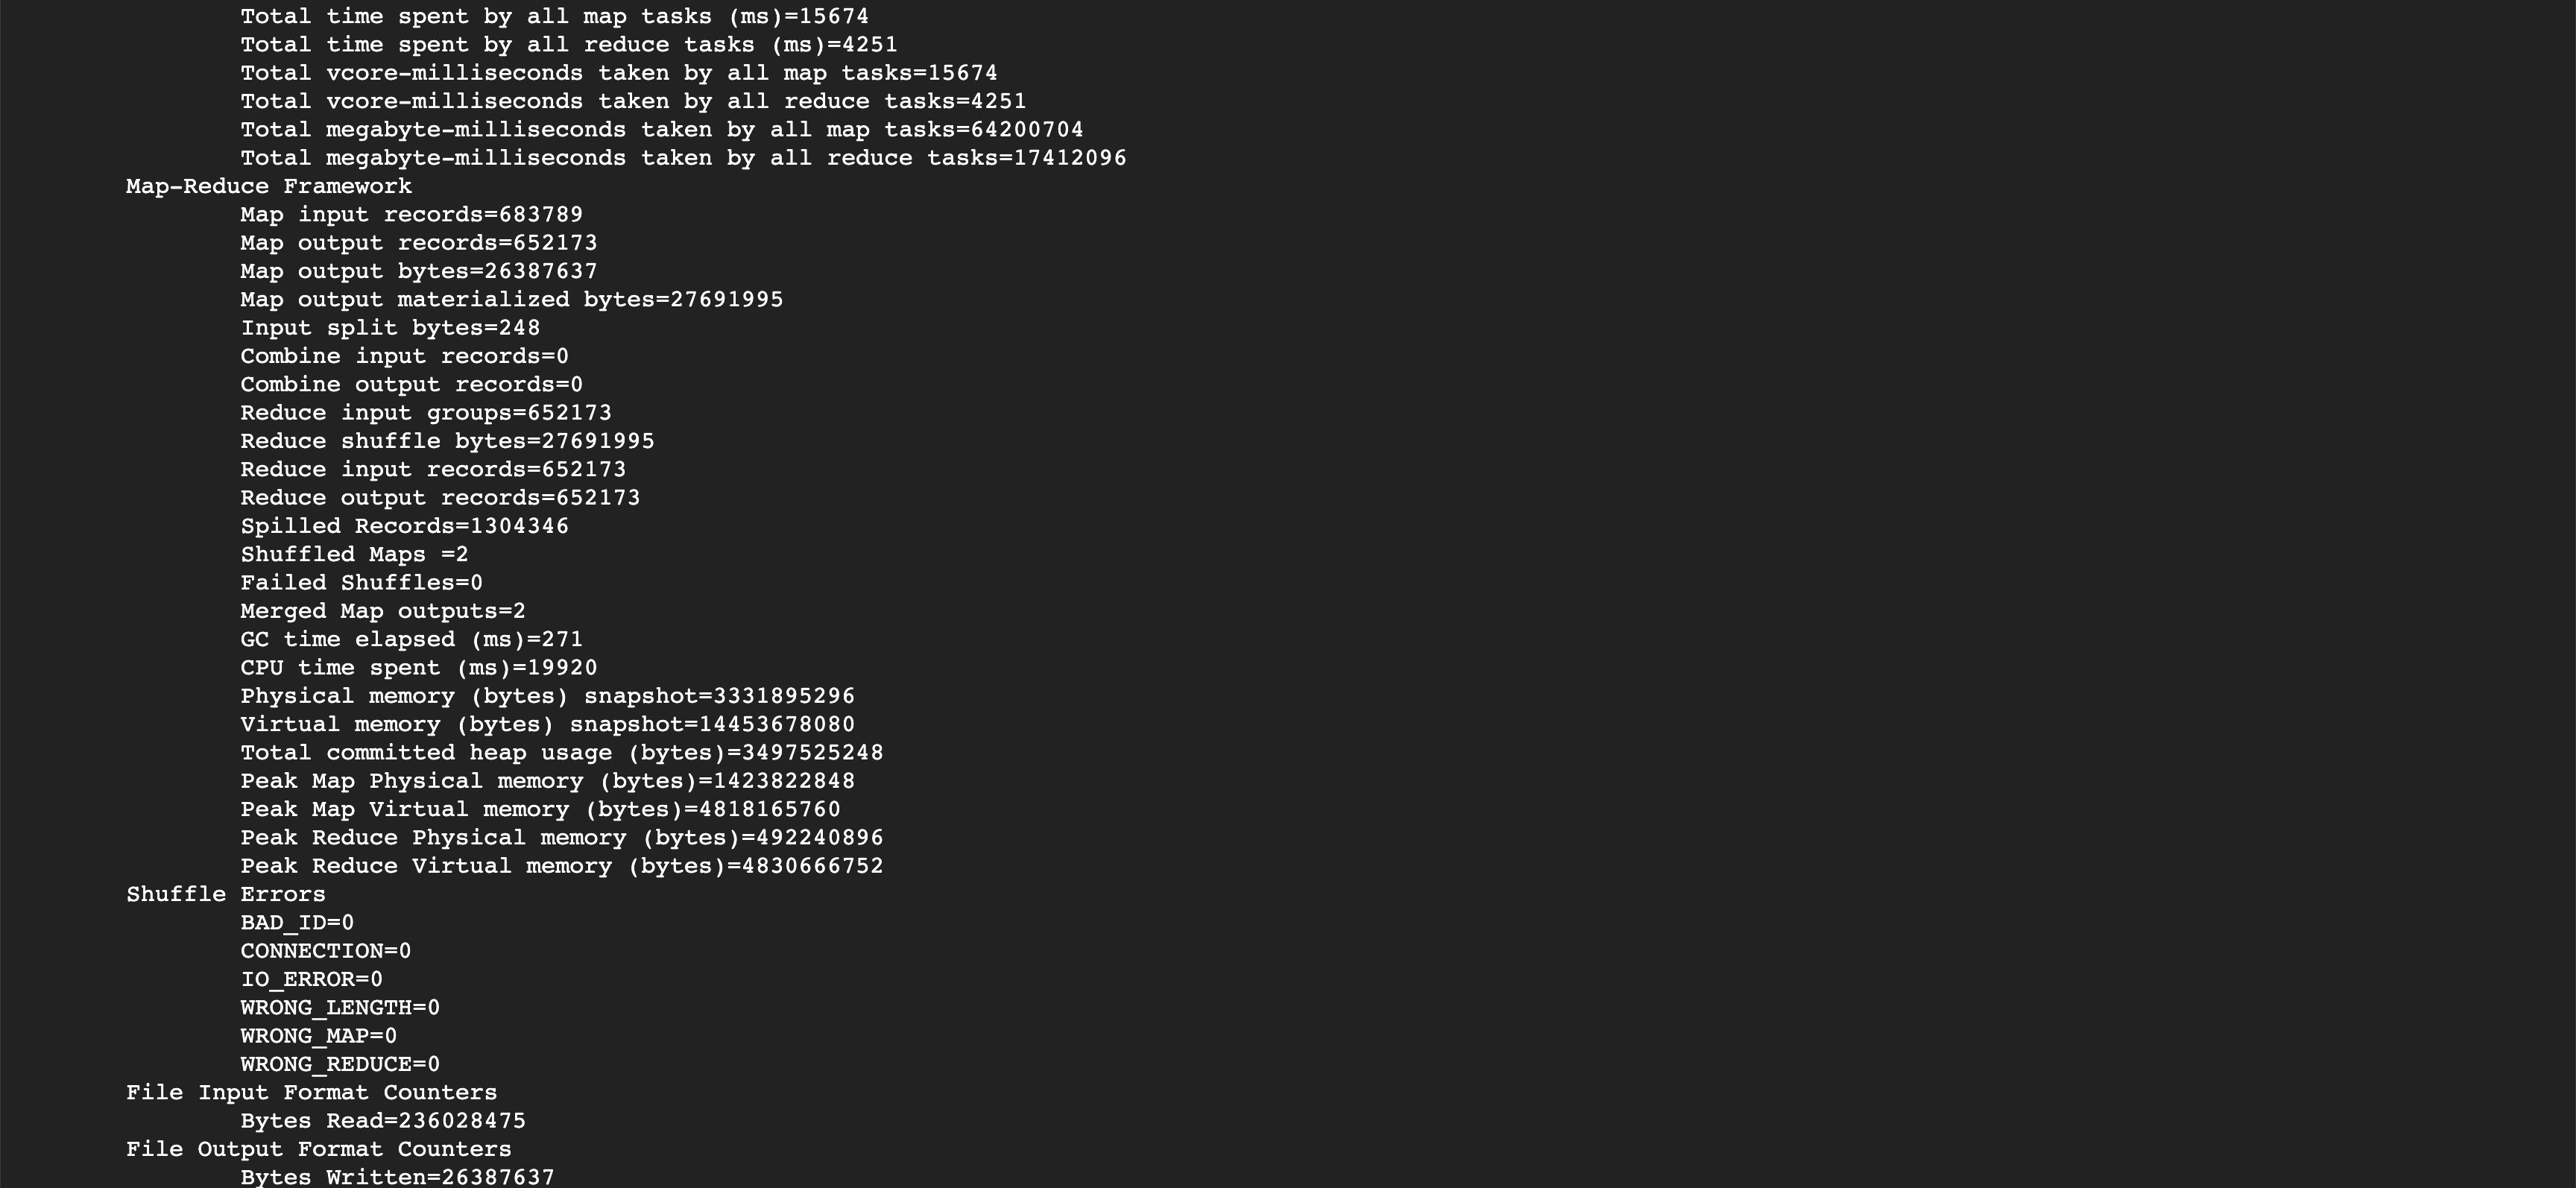 Total time spent by all map tasks (ms)=15674
Total time spent by all reduce tasks (ms)=4251
Total vcore-milliseconds taken by all map tasks=15674
Total vcore-milliseconds taken by all reduce tasks=4251
Total megabyte-milliseconds taken by all map tasks=64200704
Total megabyte-milliseconds taken by all reduce tasks=17412096
Map-Reduce Framework
Map input records=683789
Map output records=652173
Map output bytes=26387637
Map output materialized bytes=27691995
Input split bytes=248
Combine input records=0
Combine output records=0
Reduce input groups=652173
Reduce shuffle bytes=27691995
Reduce input records=652173
Reduce output records=652173
Spilled Records=1304346
Shuffled Maps =2
Failed Shuffles=0
Merged Map outputs=2
GC time elapsed (ms)=271
CPU time spent (ms)=19920
Physical memory (bytes) snapshot=3331895296
Virtual memory (bytes) snapshot=14453678080
Total committed heap usage (bytes)=3497525248
Peak Map Physical memory (bytes)=1423822848
Peak Map Virtual memory (bytes)=4818165760
Peak Reduce Physical memory (bytes)=492240896
Peak Reduce Virtual memory (bytes)=4830666752
Shuffle Errors
BAD_ID=0
CONNECTION=0
IO_ERROR=0
WRONG_LENGTH=0
WRONG_MAP=0
WRONG_REDUCE=0
File Input Format Counters
Bytes Read=236028475
File Output Format Counters
Bytes Written=26387637